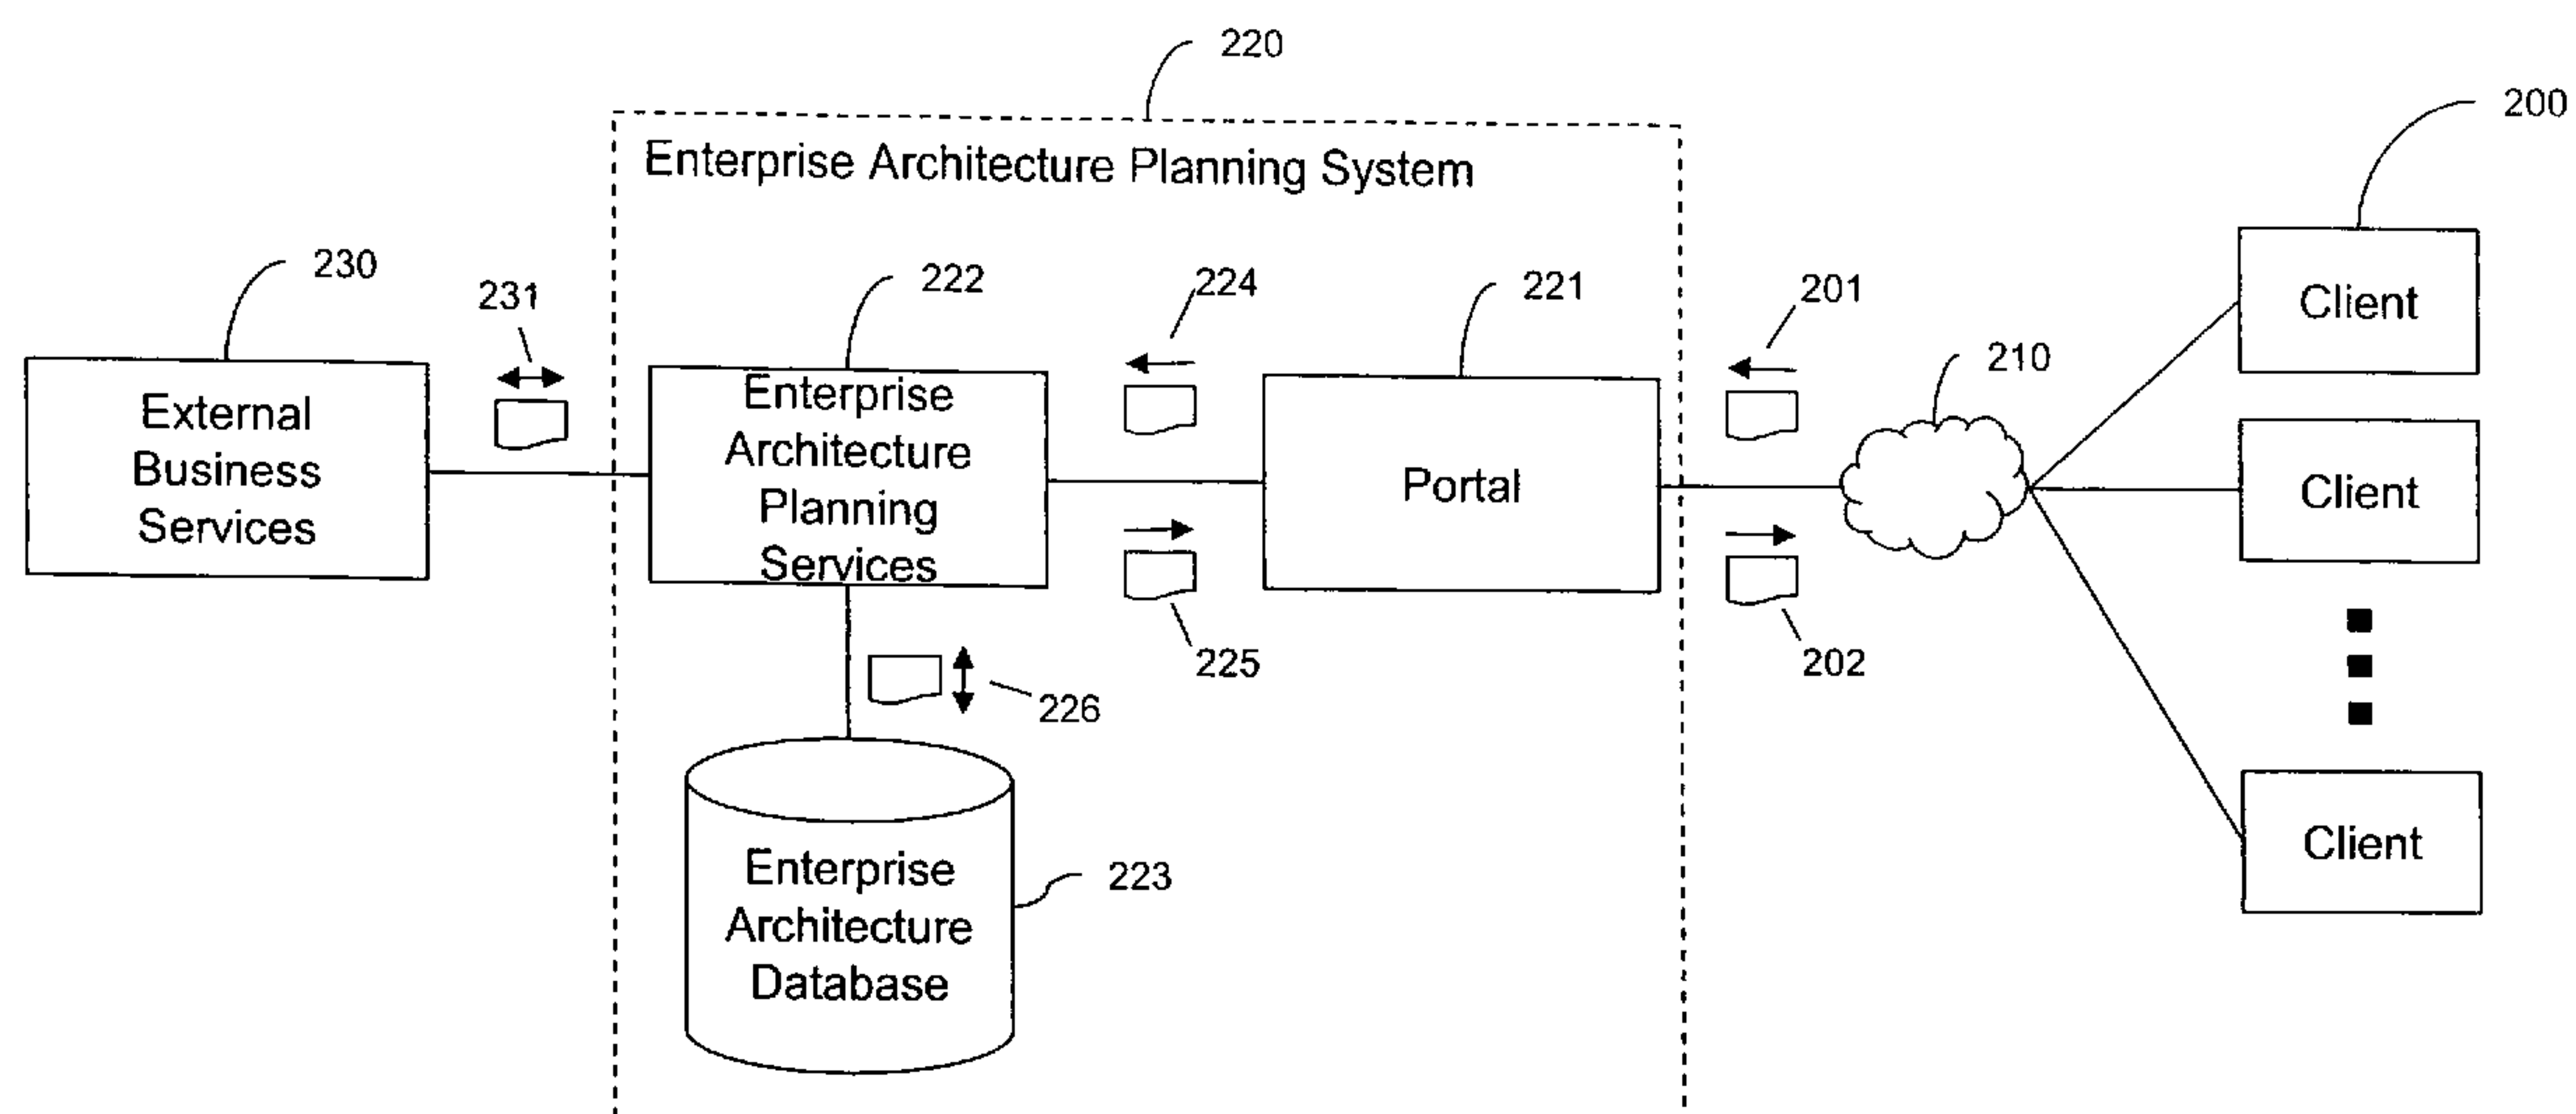 220
200
Enterprise Architecture Planning System
230
231
222
224
221
201
210
External
Business
Services
Enterprise
Architecture
Planning
Services
Portal
Client
Client
Client
225
202
226
Enterprise
Architecture
Database
223